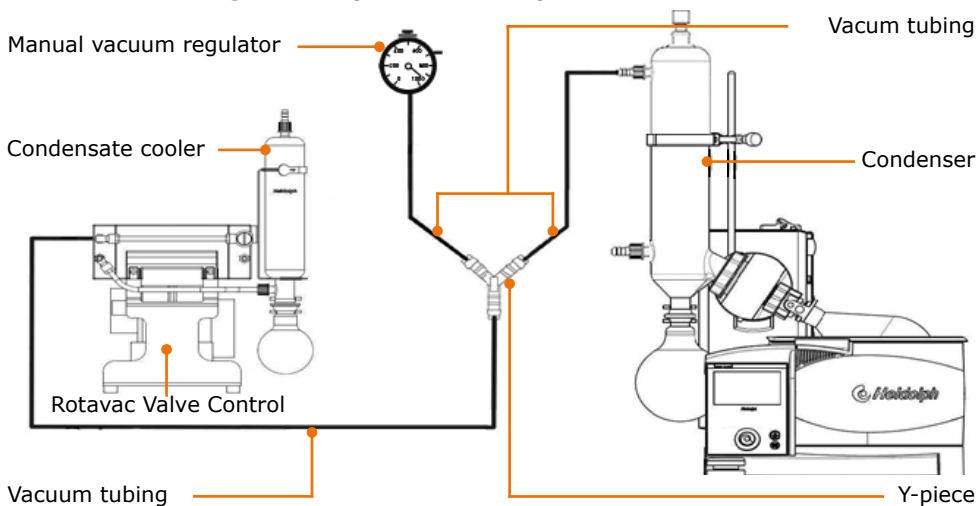 Vacum tubing
Manual vacuum regulator
Condensate cooler
Condenser
Heidolph
Rotavac Valve Control
Vacuum tubing
Y-piece